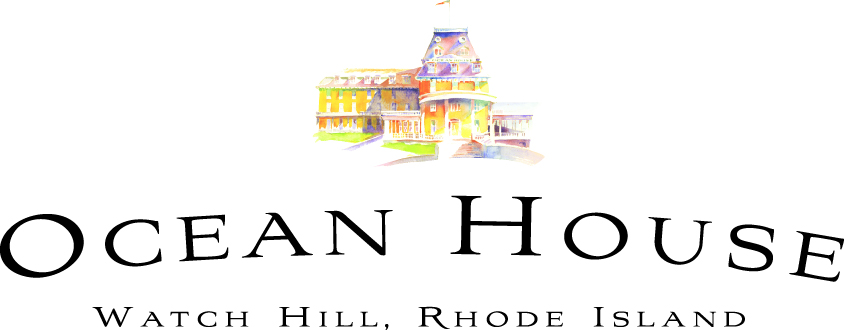 OCEAN HOUSE
WATCH HILL, RHODE ISLAND